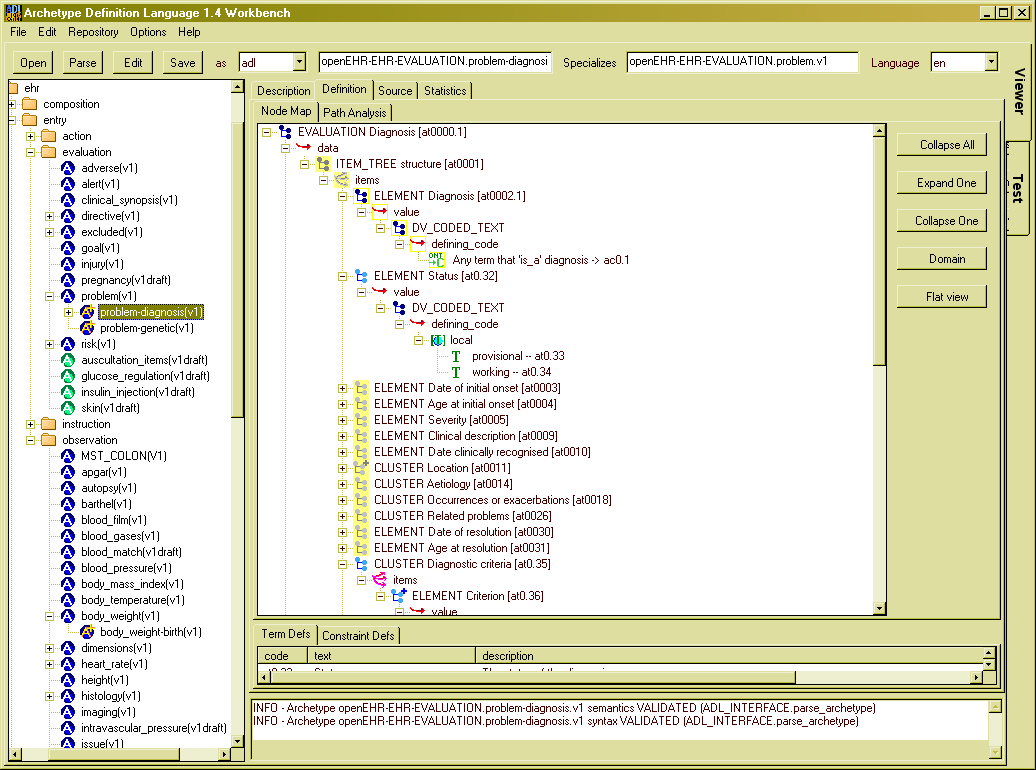 Archetype Definition Language 1.4 Workbench
File Edit Repository Options Help
Open Parse Edit Save as adl openEHR-EHR-EVALUATION.problem-diagnosi Specializes openEHR-EHR-EVALUATION.problem.v1 Language en
ehr
composition
entry
action
evaluation
adverse(v1)
alert(v1)
clinical_synopsis(v1)
directive(v1)
excluded(v1)
goal(v1)
injury(v1)
pregnancy(v1draft)
problem(v1)
problem-diagnosis(v1)
problem-genetic(v1)
risk(v1)
auscultation_items(v1draft)
glucose_regulation(v1draft)
insulin_injection(v1draft)
skin(v1draft)
instruction
observation
MST_COLON(V1)
apgar(v1)
autopsy(v1)
barthel(v1)
blood_film(v1)
blood_gases(v1)
blood_match(v1draft)
blood_pressure(v1)
body_mass_index(v1)
body_temperature(v1)
body_weight(v1)
body_weight-birth(v1)
dimensions(v1)
heart_rate(v1)
height(v1)
histology(v1)
imaging(v1)
intravascular_pressure(v1draft)
issue(v1)
Description Definition Source Statistics
Node Map Path Analysis
EVALUATION Diagnosis [at0000.1]
data
ITEM_TREE structure [at0001]
items
ELEMENT Diagnosis [at0002.1]
value
DV_CODED_TEXT
defining_code
ONT C Any term that 'is_a' diagnosis -> ac0.1
ELEMENT Status [at0.32]
value
DV_CODED_TEXT
defining_code
local
T provisional -- at0.33
T working -- at0.34
ELEMENT Date of initial onset [at0003]
ELEMENT Age at initial onset [at0004]
ELEMENT Severity [at0005]
ELEMENT Clinical description [at0009]
ELEMENT Date clinically recognised [at0010]
CLUSTER Location [at0011]
CLUSTER Aetiology [at0014]
CLUSTER Occurrences or exacerbations [at0018]
CLUSTER Related problems [at0026]
ELEMENT Date of resolution [at0030]
ELEMENT Age at resolution [at0031]
CLUSTER Diagnostic criteria [at0.35]
items
ELEMENT Criterion [at0.36]
value
Collapse All
Expand One
Collapse One
Domain
Flat view
Viewer
Test
Term Defs Constraint Defs
code text description
INFO - Archetype openEHR-EHR-EVALUATION.problem-diagnosis.v1 semantics VALIDATED (ADL_INTERFACE.parse_archetype)
INFO - Archetype openEHR-EHR-EVALUATION.problem-diagnosis.v1 syntax VALIDATED (ADL_INTERFACE.parse_archetype)